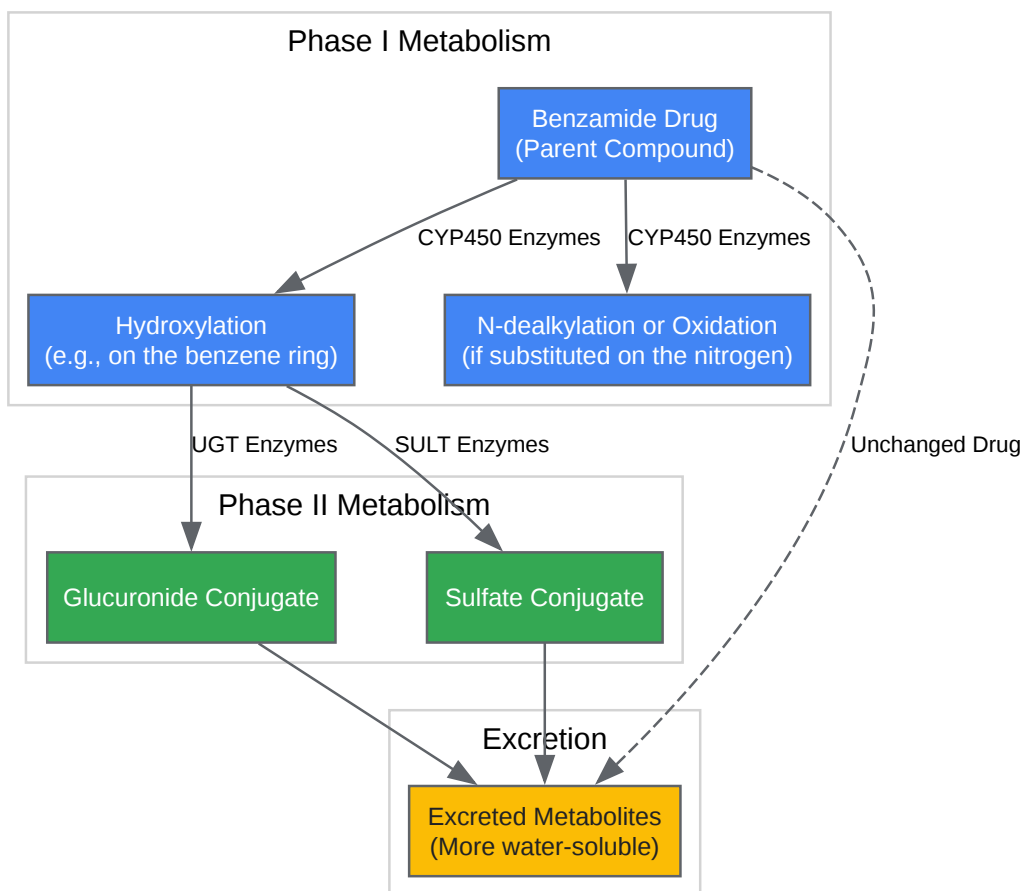 Phase I Metabolism
Benzamide Drug
(Parent Compound)
CYP450 Enzymes
CYP450 Enzymes
Hydroxylation
(e.g., on the benzene ring)
N-dealkylation or Oxidation
(if substituted on the nitrogen)
UGT Enzymes
SULT Enzymes
Unchanged Drug
Phase II Metabolism
Glucuronide Conjugate
Sulfate Conjugate
Excretion
Excreted Metabolites
(More water-soluble)